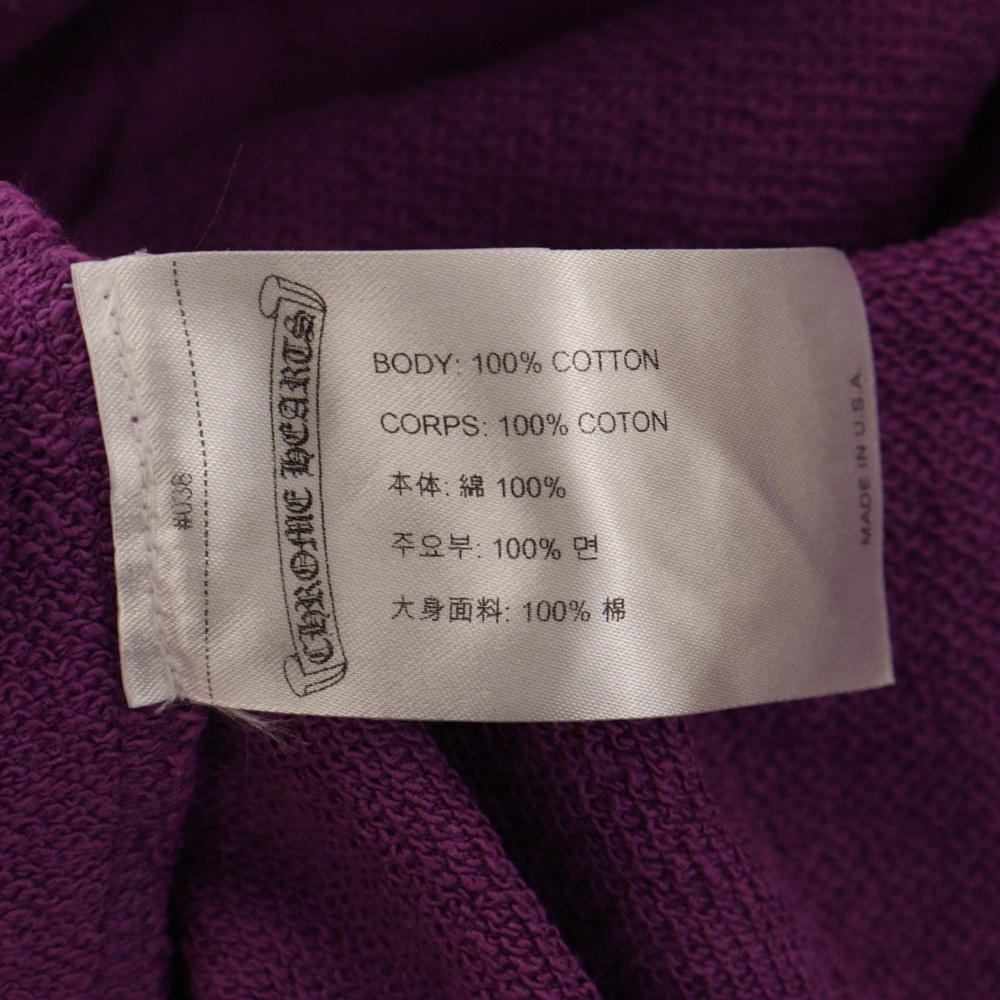 #038
CHROME HEARTS
BODY: 100% COTTON
CORPS: 100% COTON
本体: 綿 100%
주요부: 100% 면
大身面料: 100% 棉
MADE IN U.S.A.